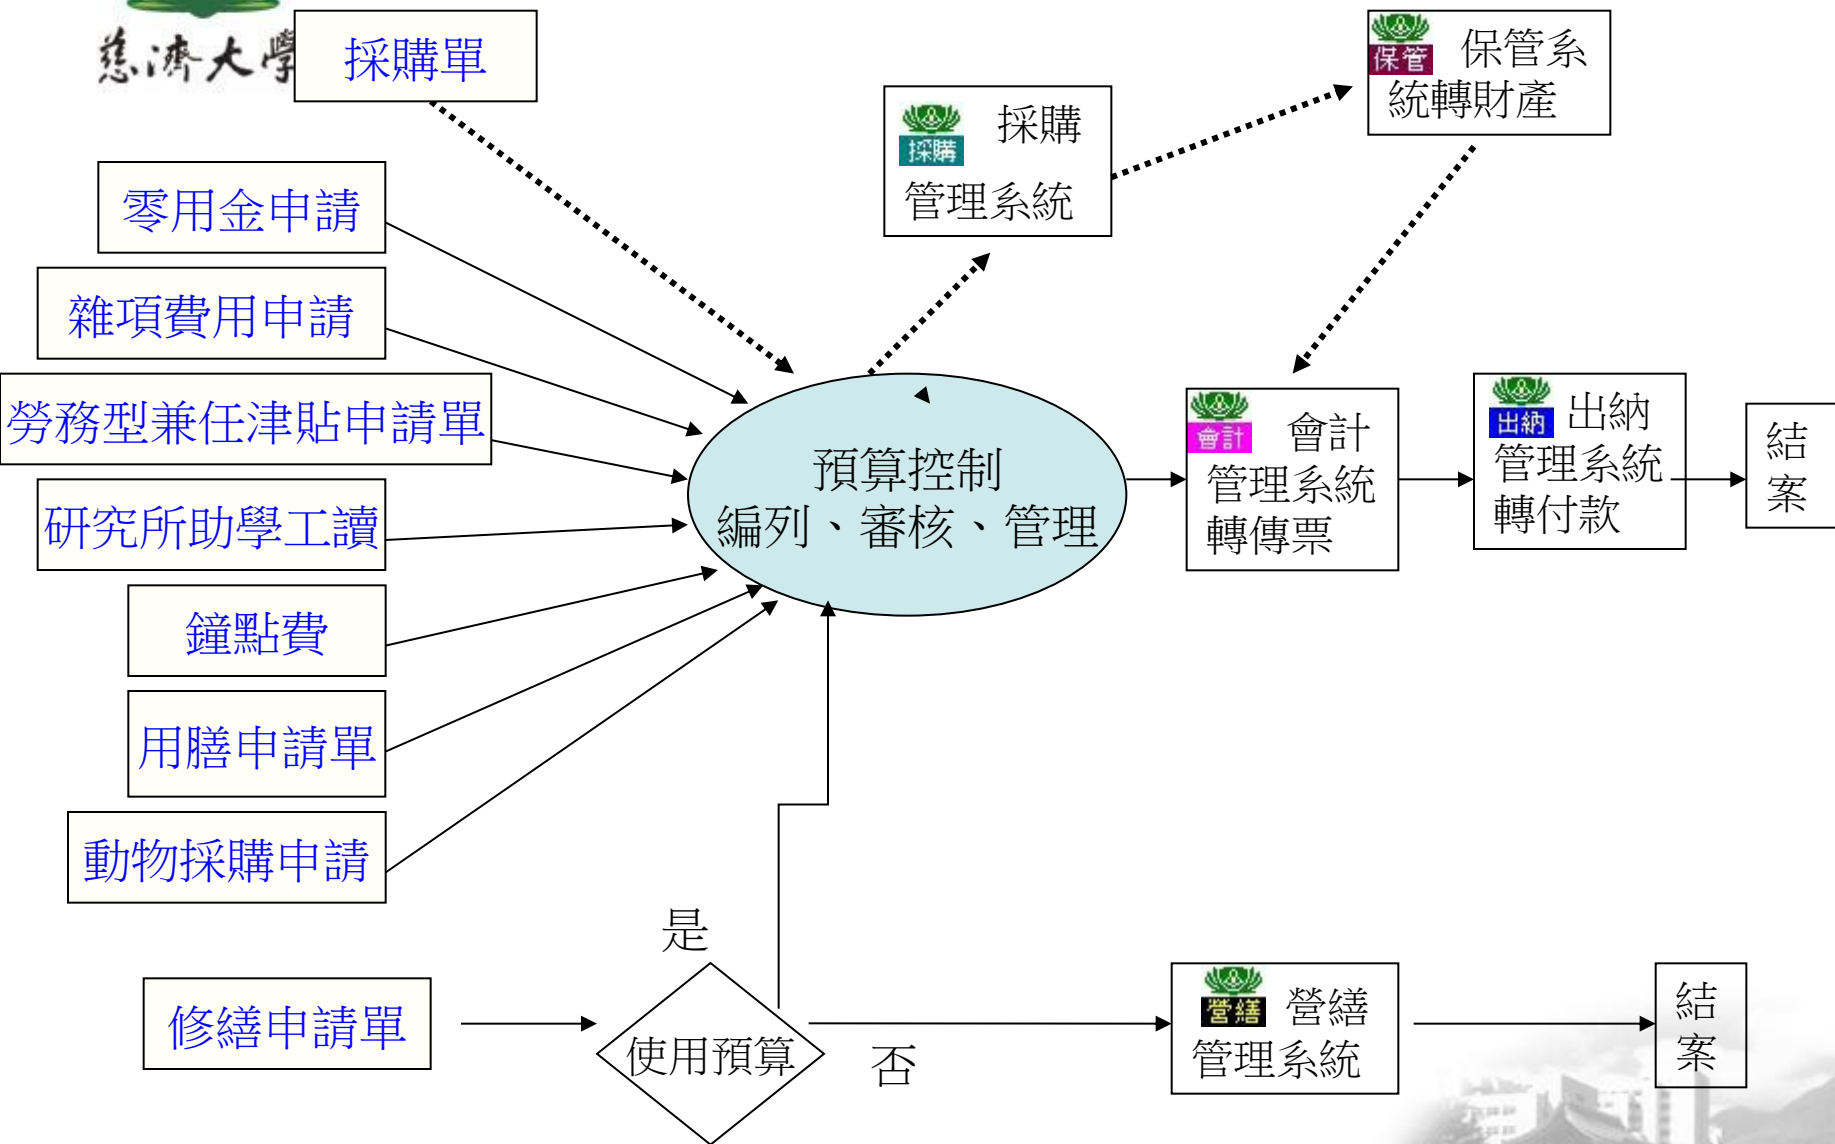 慈濟大學
採購單
保管 保管系
統轉財產
採購 採購
管理系統
零用金申請
雜項費用申請
勞務型兼任津貼申請單
研究所助學工讀
鐘點費
用膳申請單
動物採購申請
預算控制
編列、審核、管理
會計 會計
管理系統
轉傳票
出納 出納
管理系統
轉付款
結
案
修繕申請單
是
使用預算
否
營繕 營繕
管理系統
結
案